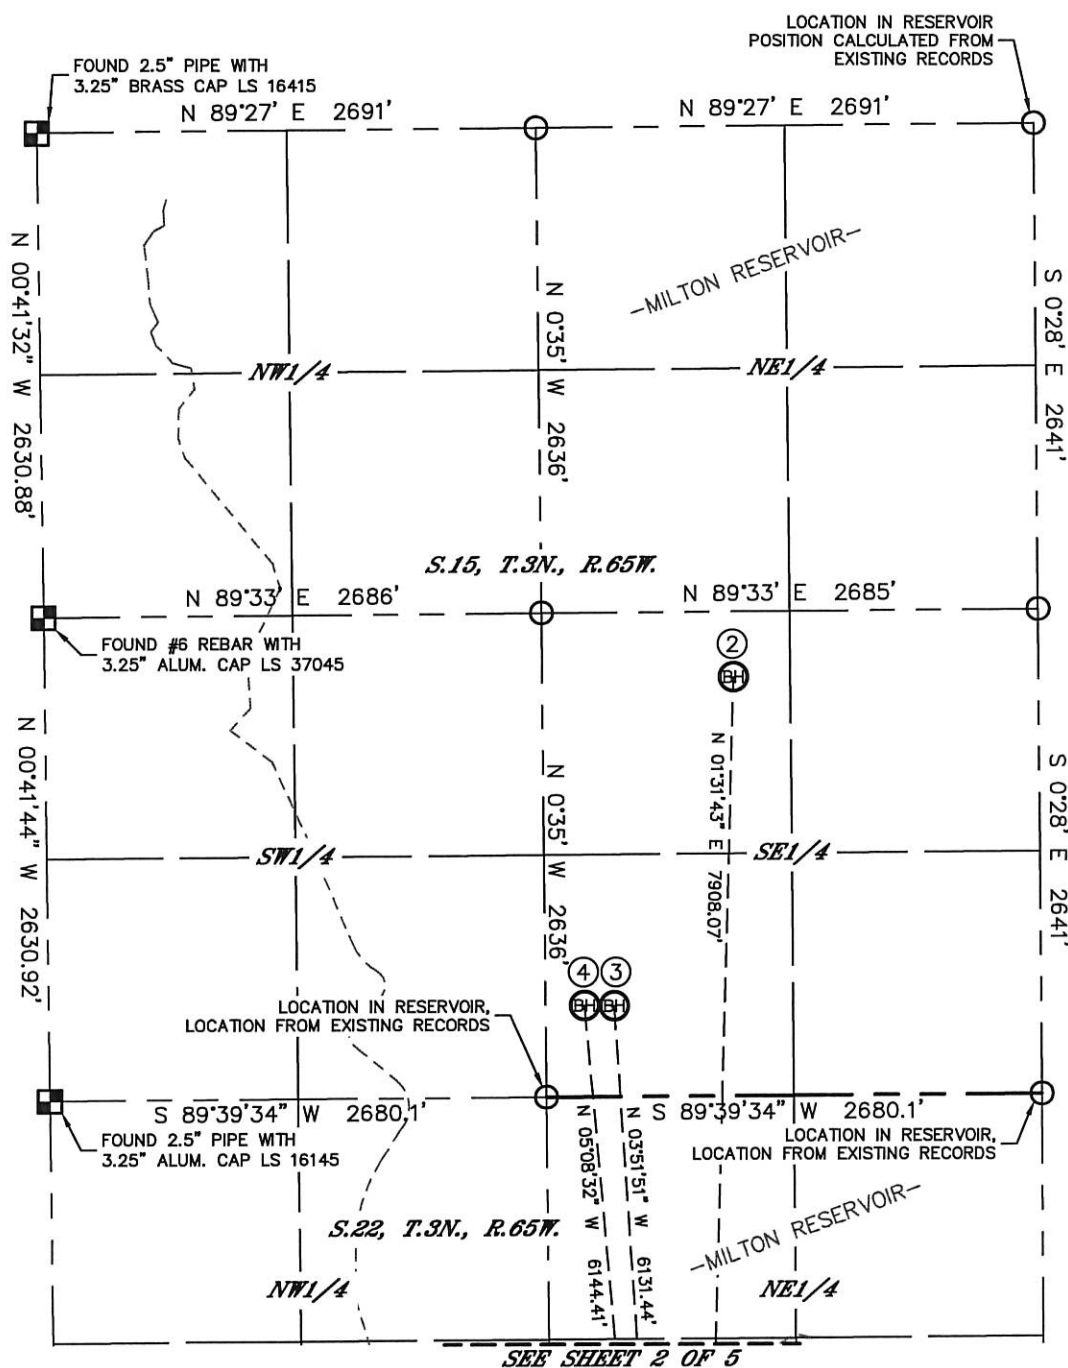 LOCATION IN RESERVOIR
POSITION CALCULATED FROM
EXISTING RECORDS
FOUND 2.5" PIPE WITH
3.25" BRASS CAP LS 16415
N 89°27' E 2691'
N 89°27' E 2691'
N 00°41'32" W 2630.88'
N 0°35' W 2636'
-MILTON RESERVOIR-
S 0°28' E 2641'
NW1/4
NE1/4
S.15, T.3N., R.65W.
N 89°33' E 2686'
N 89°33' E 2685'
FOUND #6 REBAR WITH
3.25" ALUM. CAP LS 37045
2
BH
N 00°41'44" W 2630.92'
N 0°35' W 2636'
N 01°31'43" E 7908.07'
S 0°28' E 2641'
SW1/4
SE1/4
4
3
BH
BH
LOCATION IN RESERVOIR,
LOCATION FROM EXISTING RECORDS
S 89°39'34" W 2680.1'
S 89°39'34" W 2680.1'
FOUND 2.5" PIPE WITH
3.25" ALUM. CAP LS 16145
LOCATION IN RESERVOIR,
LOCATION FROM EXISTING RECORDS
N 05°08'32" W 6144.41'
N 03°51'51" W 6131.44'
S.22, T.3N., R.65W.
-MILTON RESERVOIR-
NW1/4
NE1/4
SEE SHEET 2 OF 5